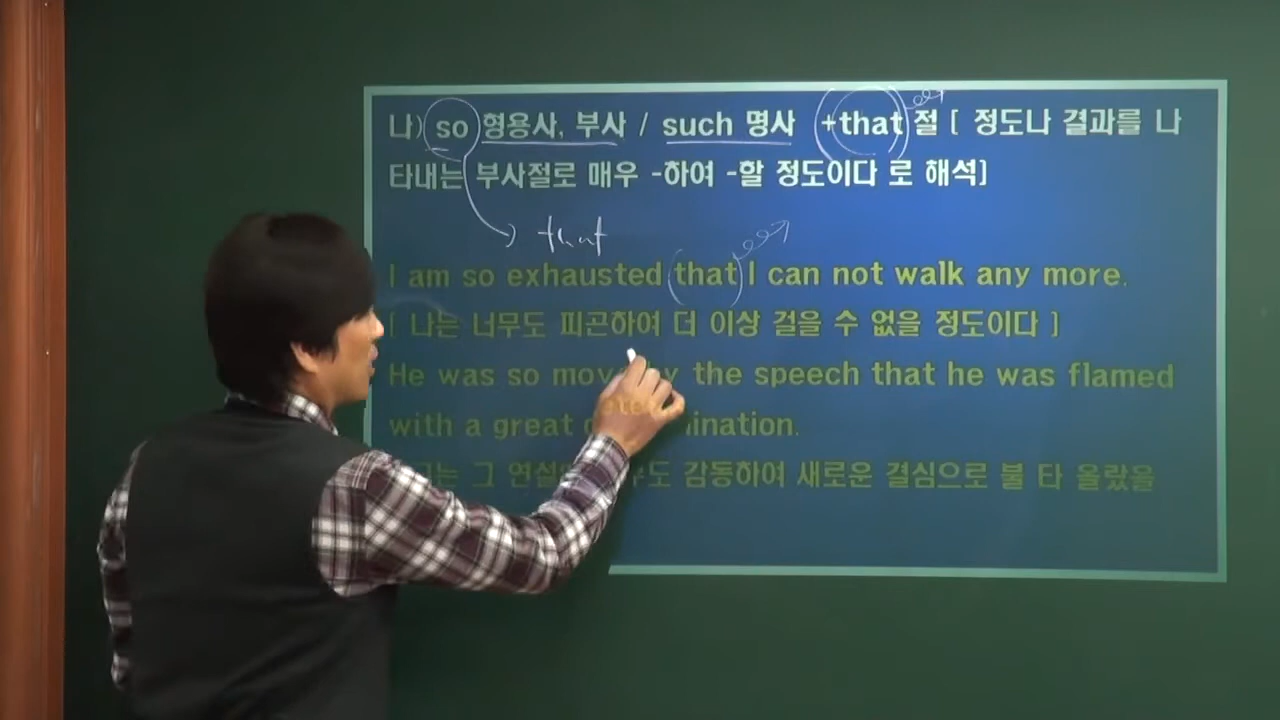 나) so 형용사, 부사 / such 명사 +that 절 [ 정도나 결과를 나
타내는 부사절로 매우 -하여 -할 정도이다 로 해석]
that
I am so exhausted that I can not walk any more.
[ 나는 너무도 피곤하여 더 이상 걸을 수 없을 정도이다 ]
He was so the speech that he was flamed
with a great
그 감동하여 새로운 결심으로 불 타 올랐을